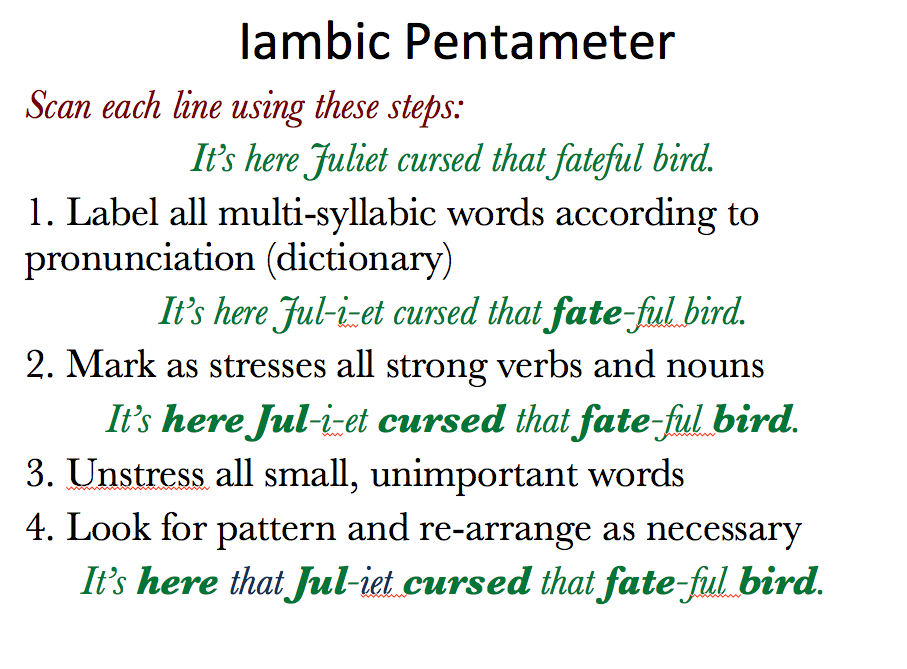 Iambic Pentameter
Scan each line using these steps:
It’s here Juliet cursed that fateful bird.
1. Label all multi-syllabic words according to
pronunciation (dictionary)
It’s here Jul-i-et cursed that fate-ful bird.
2. Mark as stresses all strong verbs and nouns
It’s here Jul-i-et cursed that fate-ful bird.
3. Unstress all small, unimportant words
4. Look for pattern and re-arrange as necessary
It’s here that Jul-iet cursed that fate-ful bird.